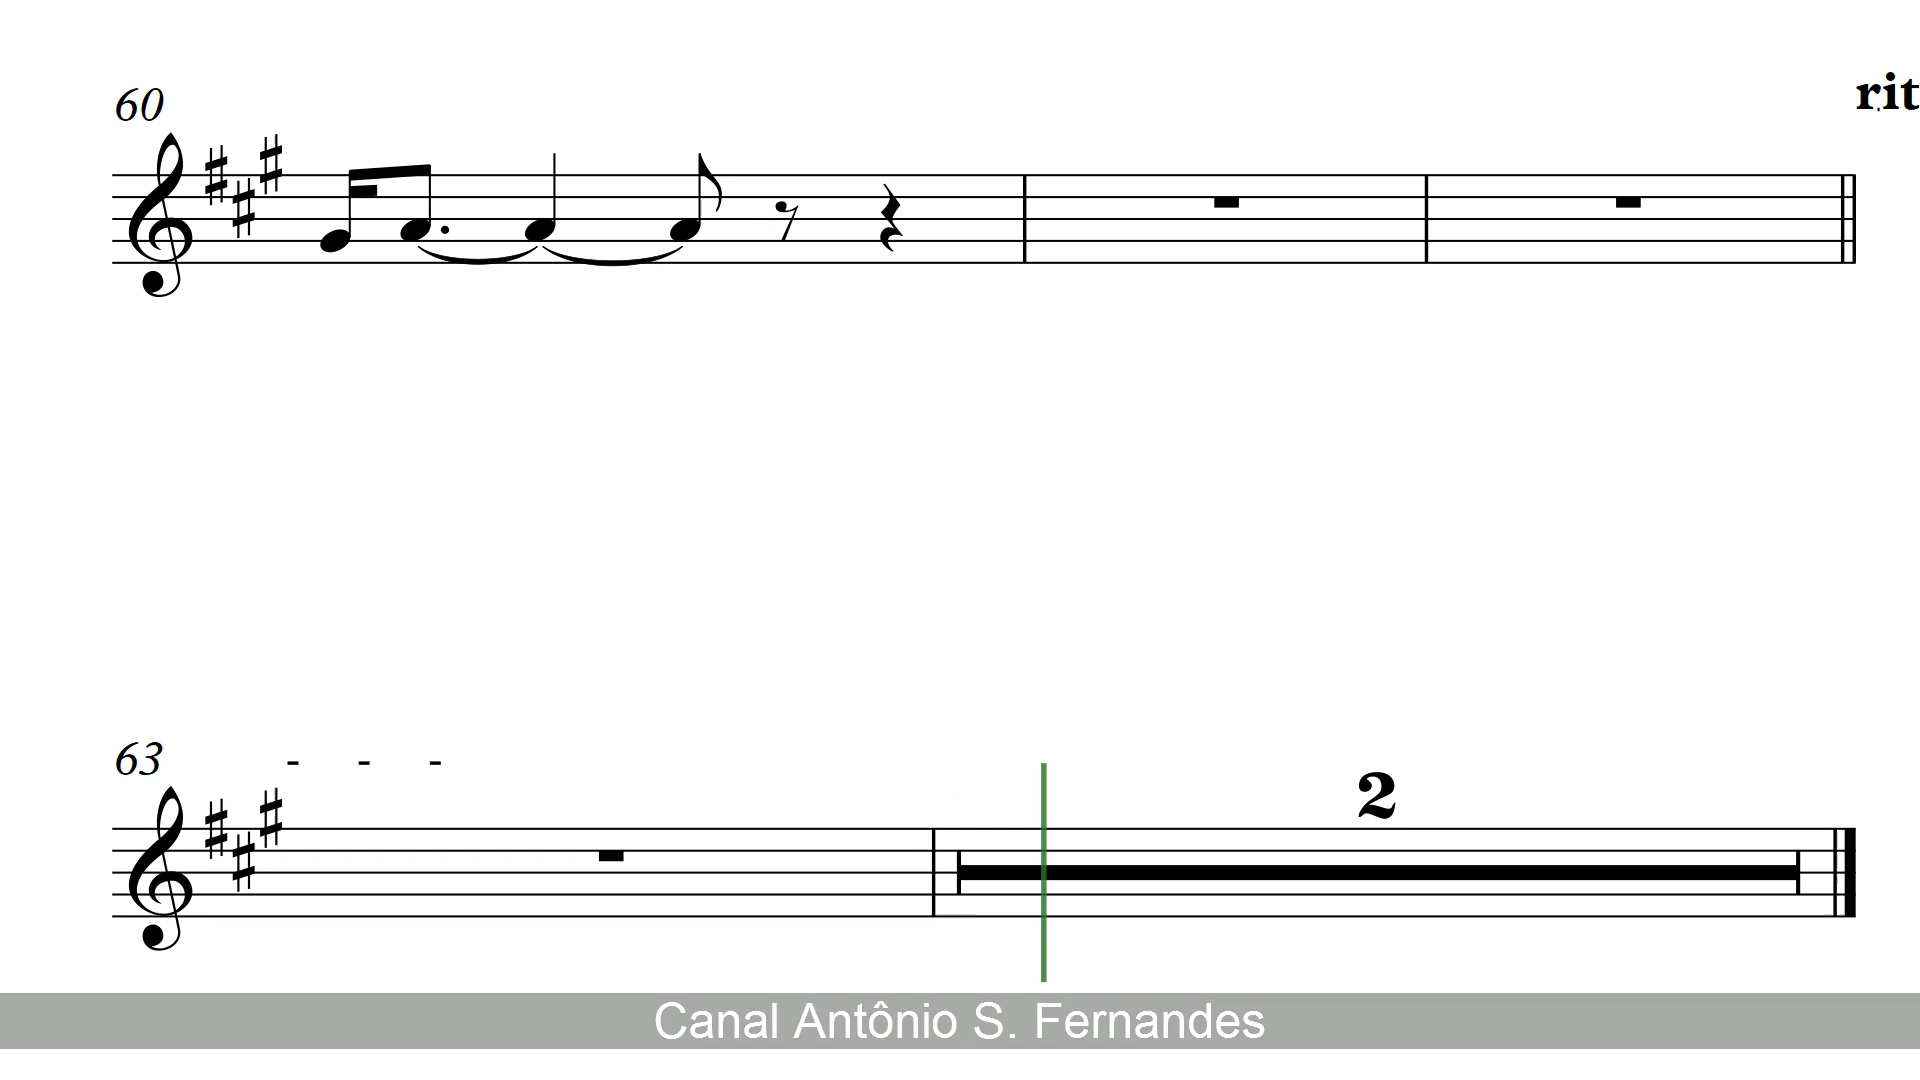 60
rit
63 - - -
2
Canal Antônio S. Fernandes